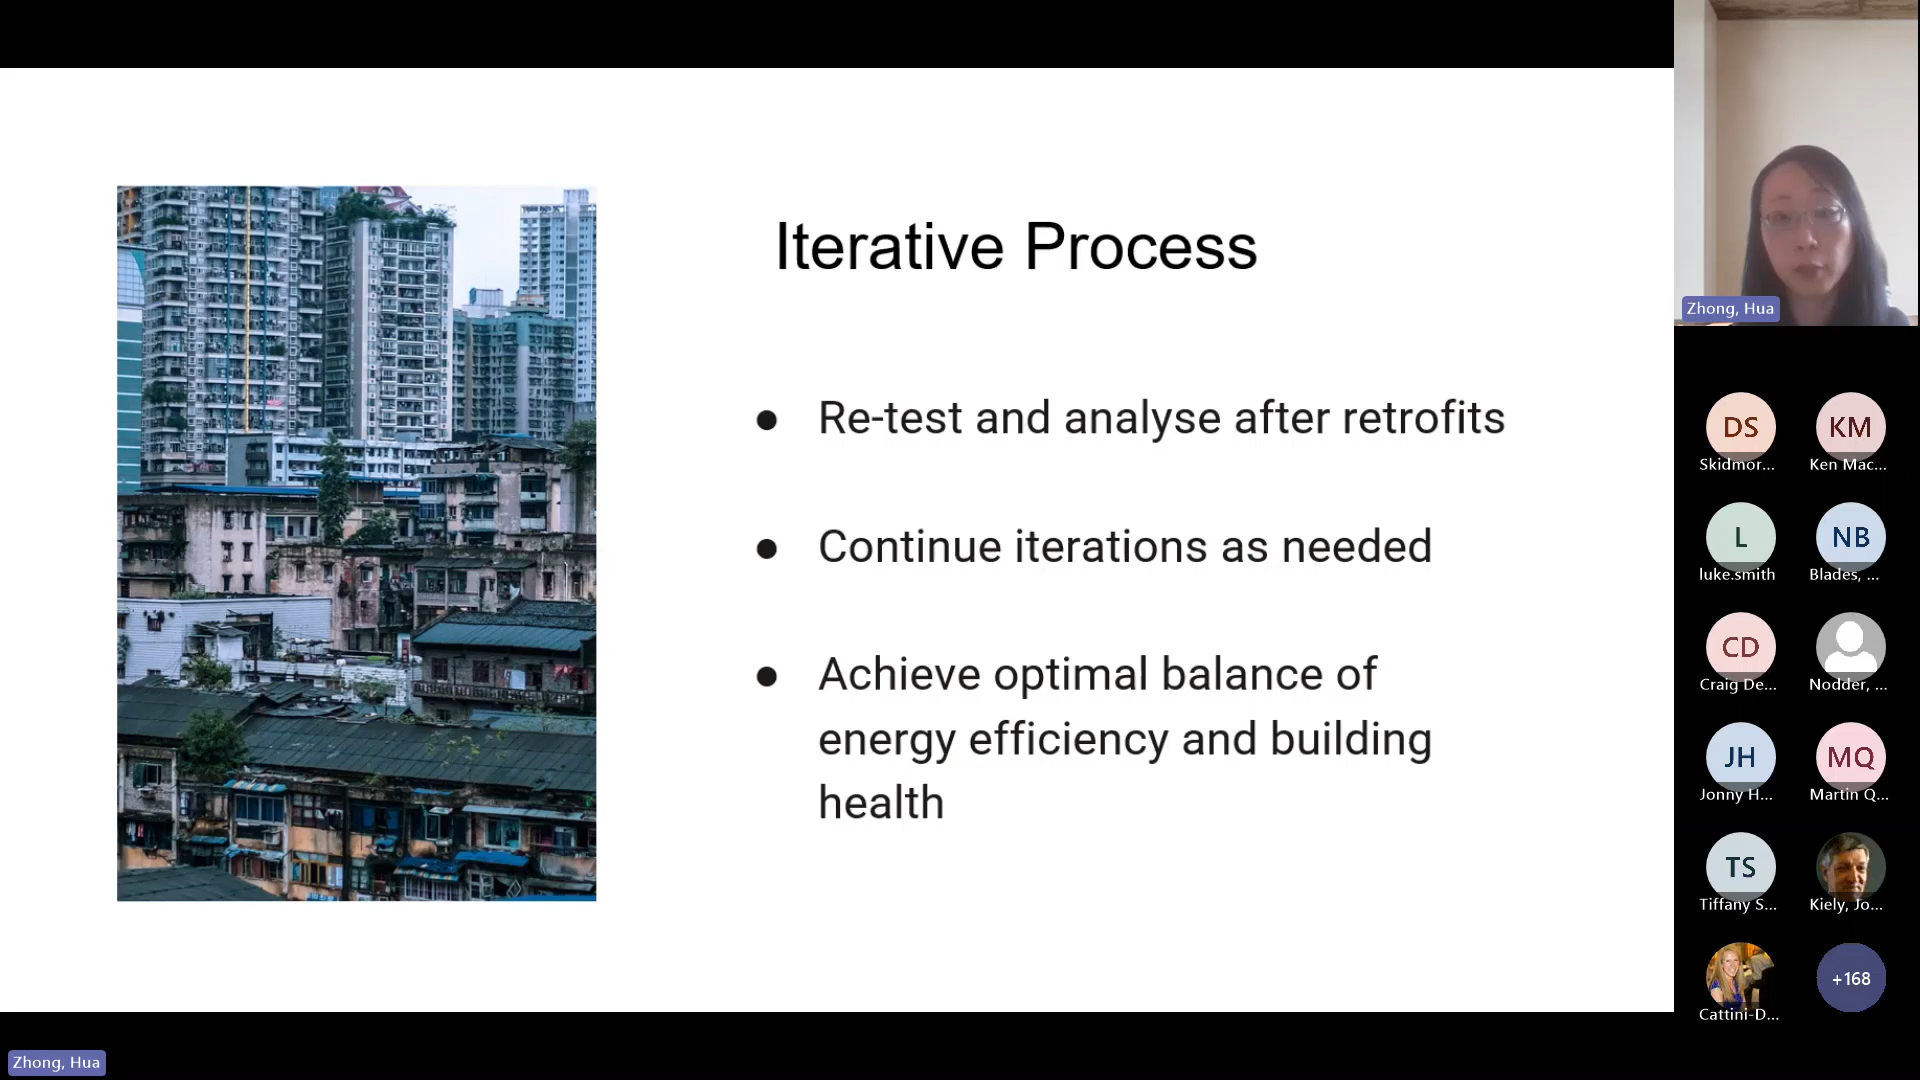 Iterative Process
● Re-test and analyse after retrofits
● Continue iterations as needed
● Achieve optimal balance of
energy efficiency and building
health
Zhong, Hua
DS
Skidmor...
KM
Ken Mac...
L
luke.smith
NB
Blades, ...
CD
Craig De...
Nodder, ...
JH
Jonny H...
MQ
Martin Q...
TS
Tiffany S...
Kiely, Jo...
Cattini-D...
+168
Zhong, Hua